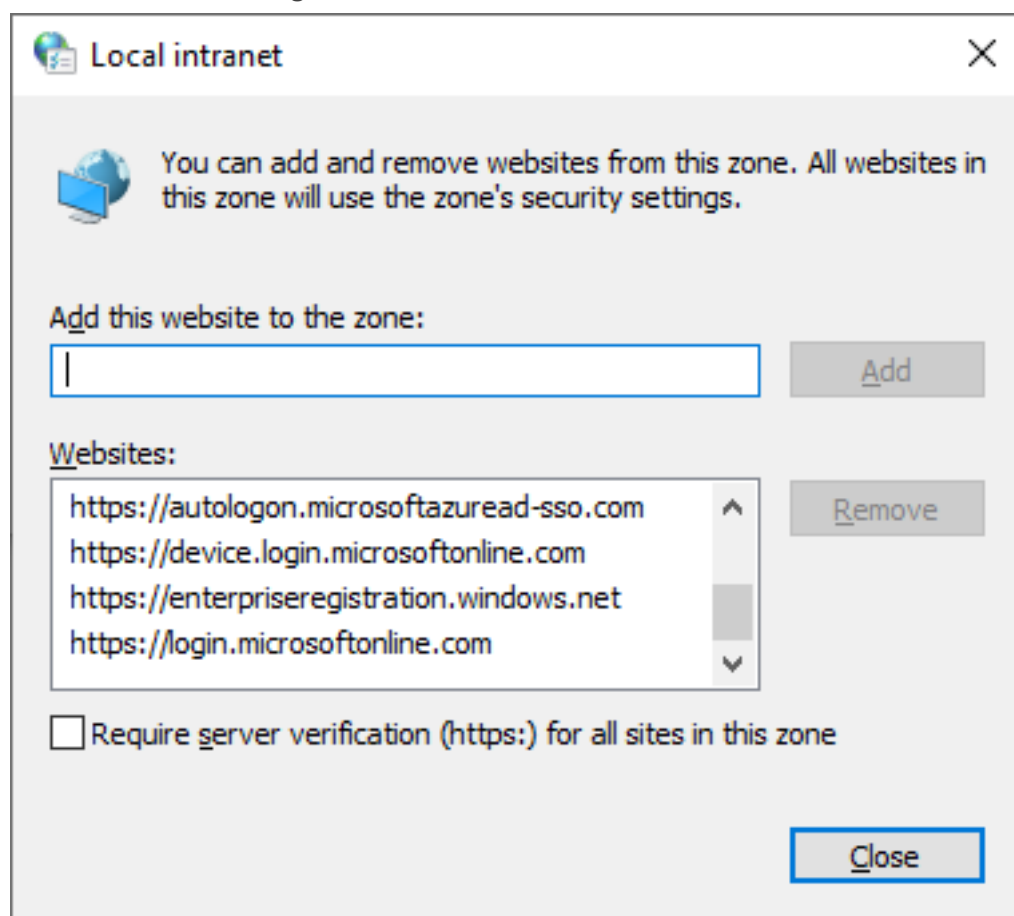 Local intranet
You can add and remove websites from this zone. All websites in
this zone will use the zone's security settings.
Add this website to the zone:
Add
Websites:
https://autologon.microsoftazuread-sso.com
Remove
https://device.login.microsoftonline.com
https://enterpriseregistration.windows.net
https://login.microsoftonline.com
Require server verification (https:) for all sites in this zone
Close